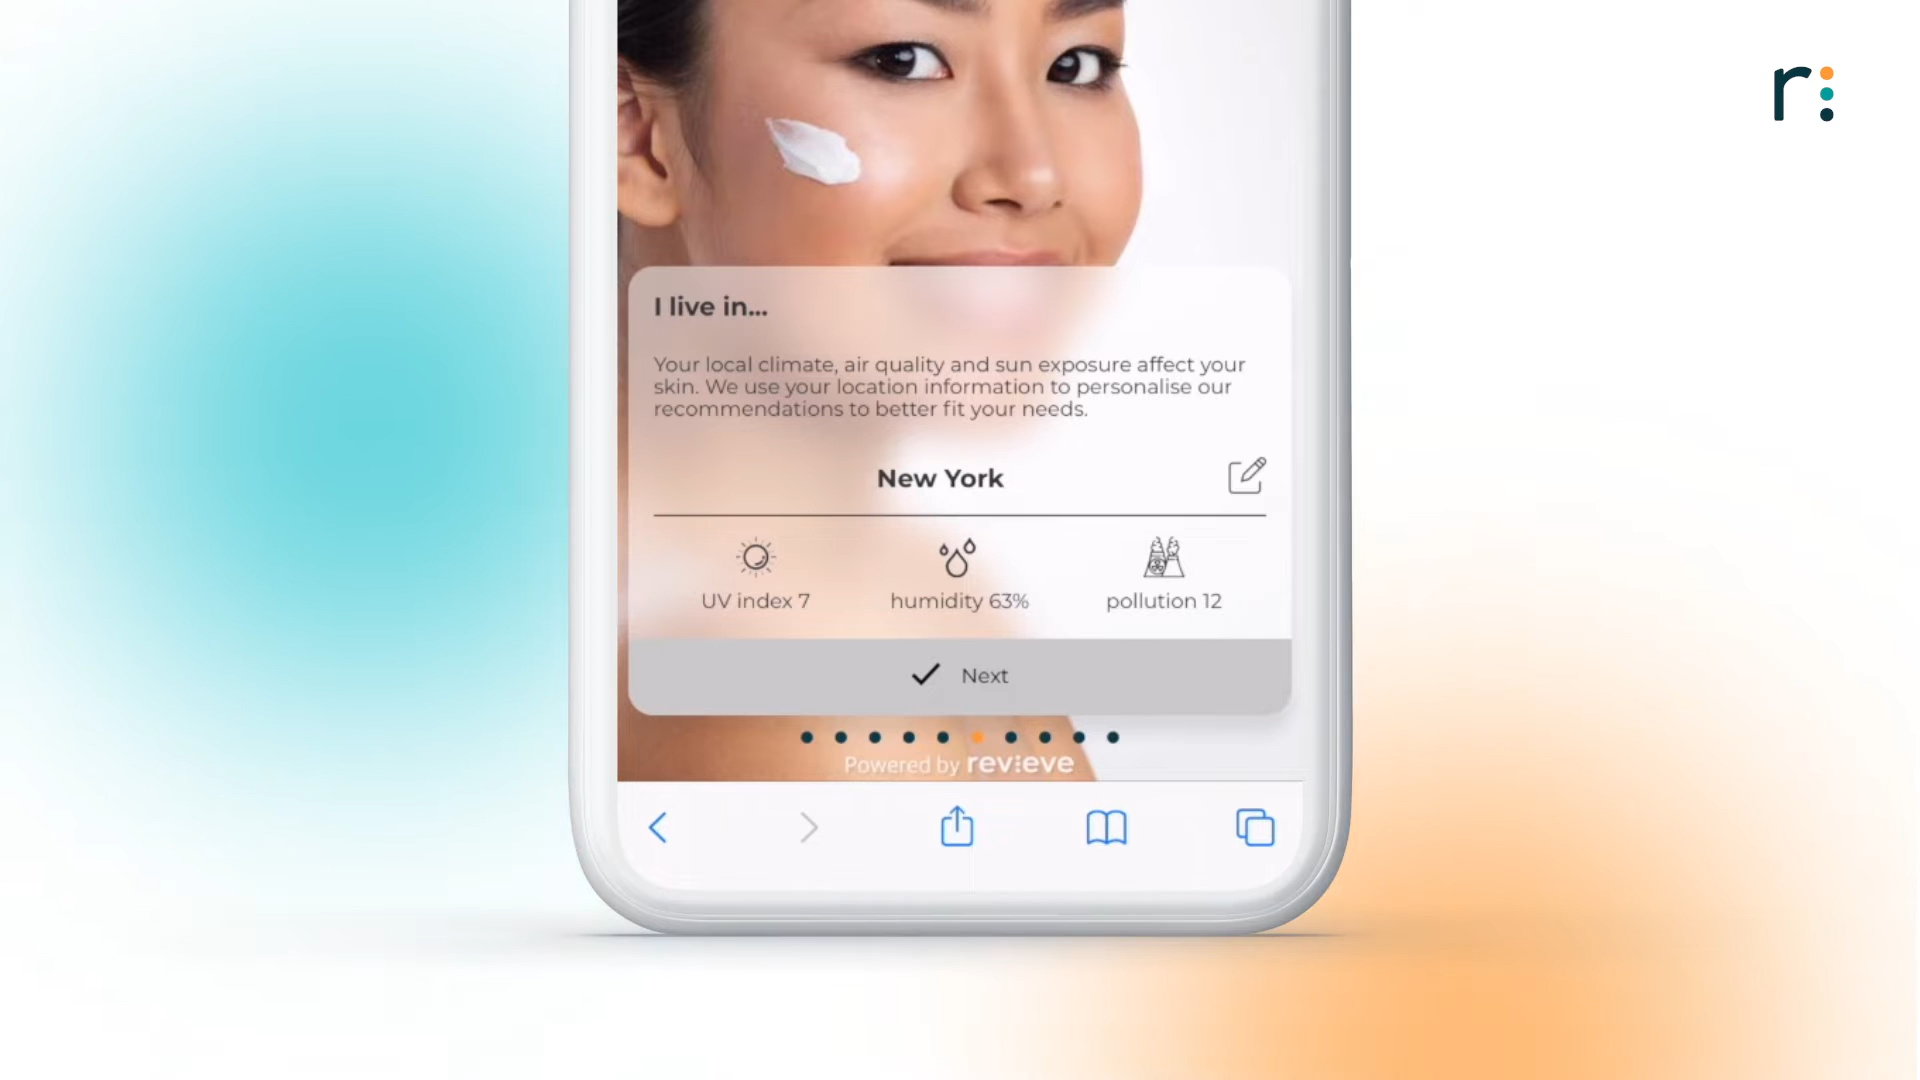 r:
I live in...
Your local climate, air quality and sun exposure affect your
skin. We use your location information to personalise our
recommendations to better fit your needs.
New York
UV index 7
humidity 63%
pollution 12
Next
Powered by revieve